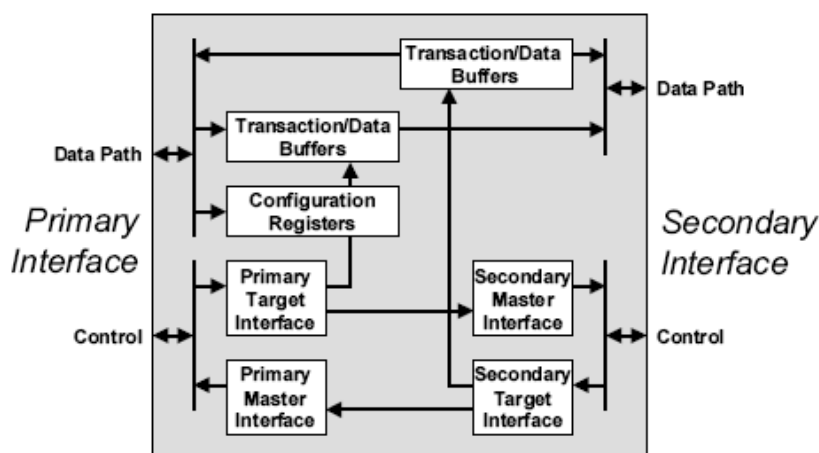 Transaction/Data
Buffers
Data Path
Transaction/Data
Buffers
Data Path
Configuration
Registers
Primary
Interface
Secondary
Interface
Primary
Target
Interface
Secondary
Master
Interface
Control
Control
Primary
Master
Interface
Secondary
Target
Interface